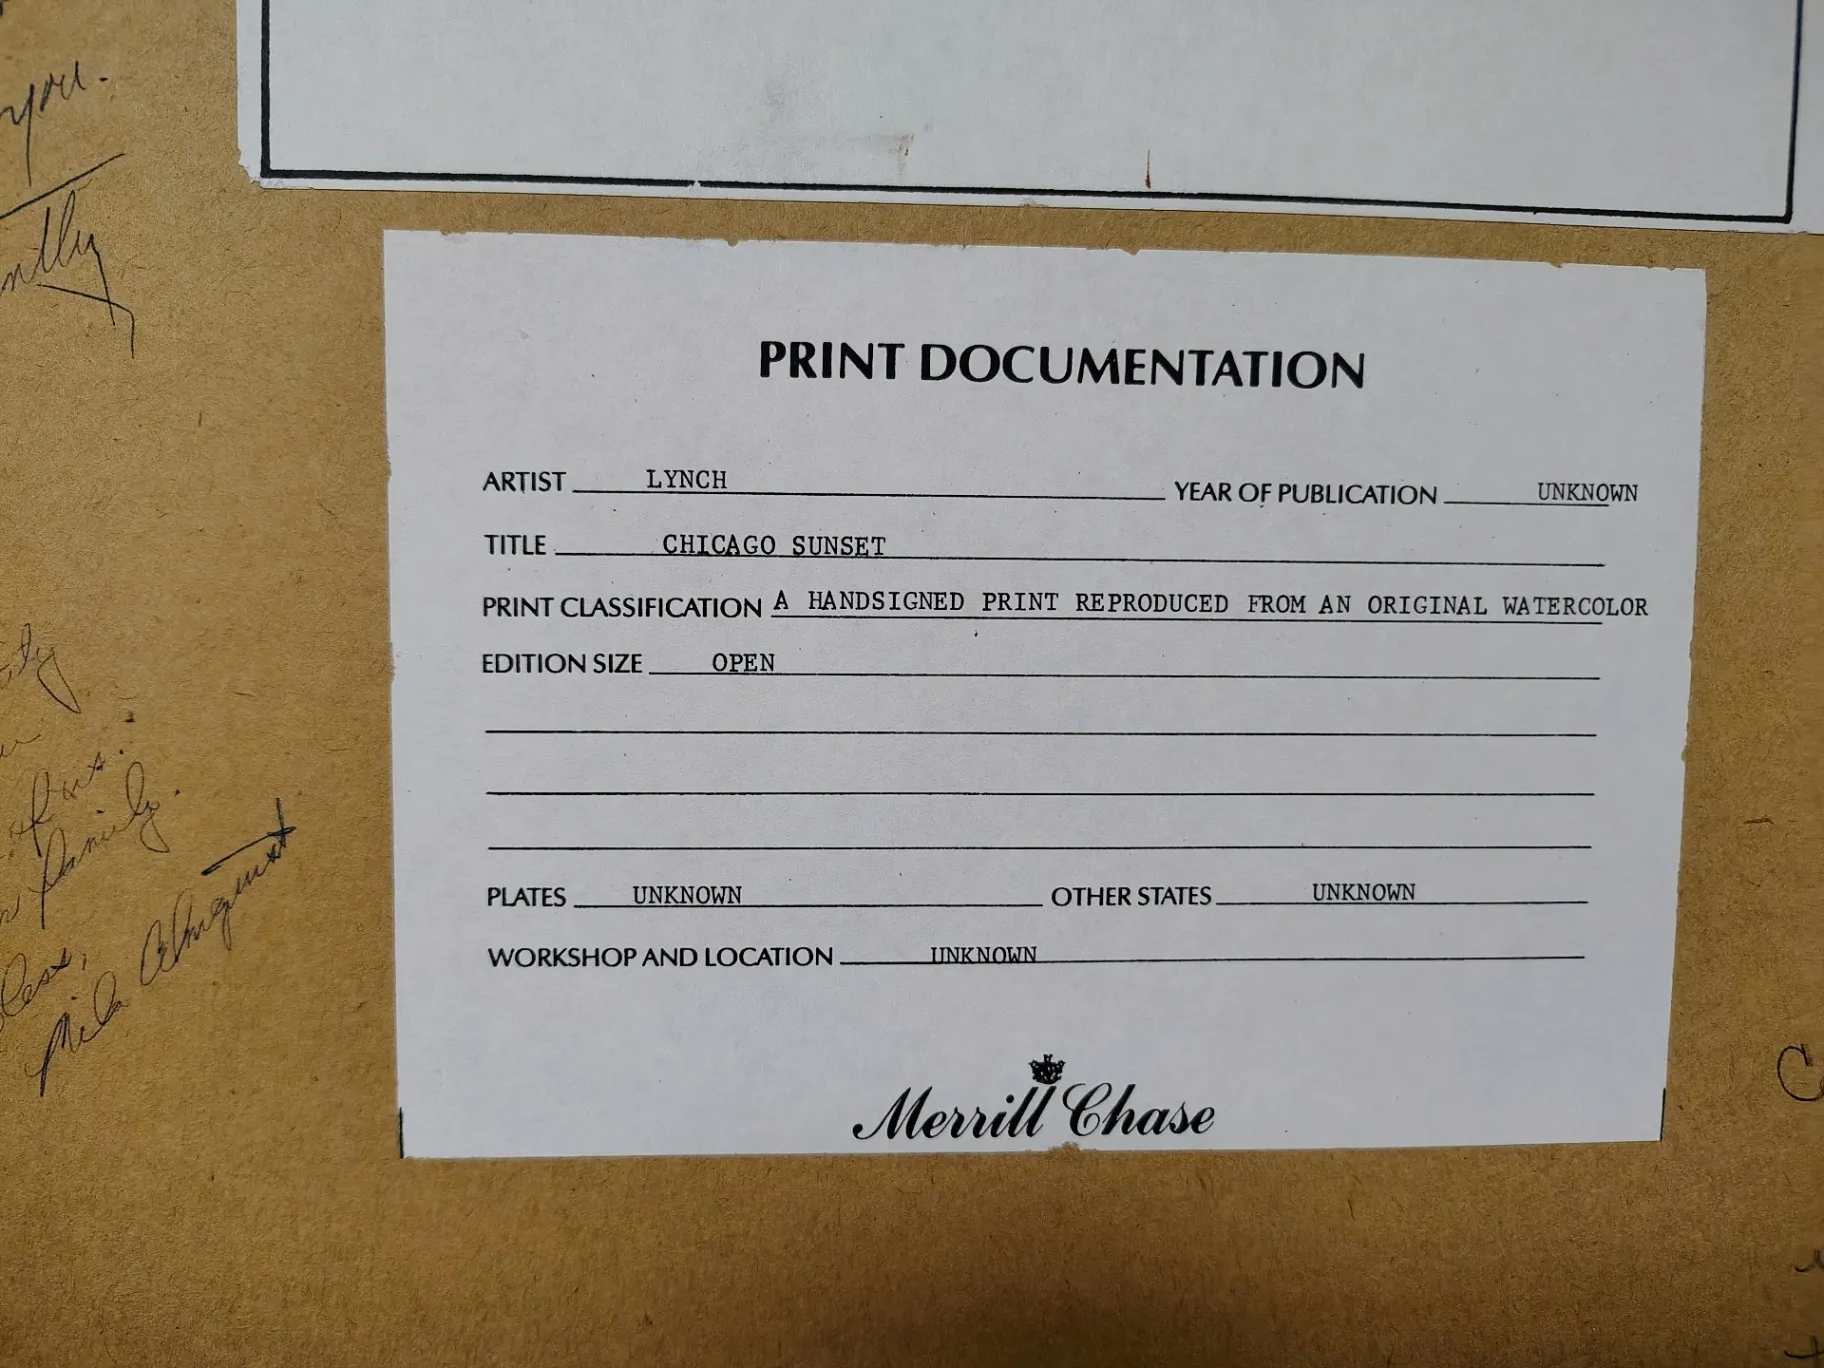 you.
PRINT DOCUMENTATION
ARTIST LYNCH YEAR OF PUBLICATION UNKNOWN
TITLE CHICAGO SUNSET
PRINT CLASSIFICATION A HANDSIGNED PRINT REPRODUCED FROM AN ORIGINAL WATERCOLOR
EDITION SIZE OPEN
family.
PLATES UNKNOWN OTHER STATES UNKNOWN
WORKSHOP AND LOCATION UNKNOWN
Merrill Chase